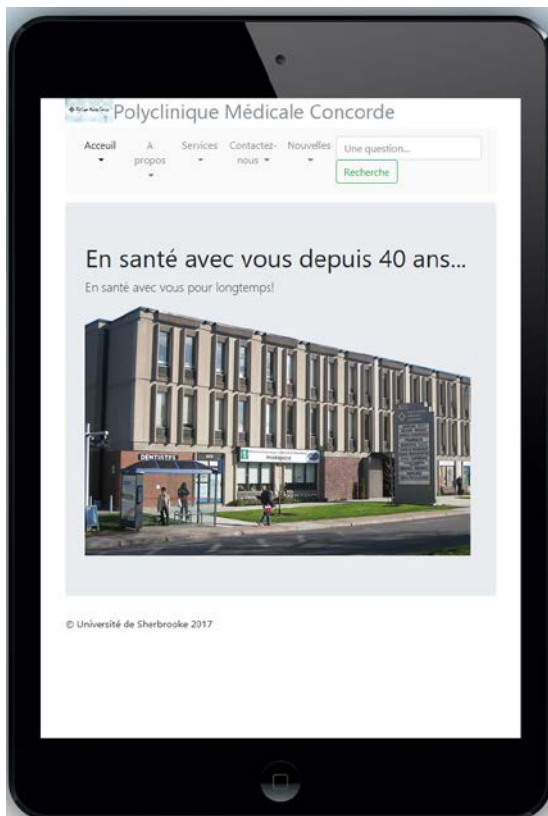 Polyclinique Médicale Concorde
Acceuil
A propos
Services
Contactez-nous
Nouvelles
Une question...
Recherche
En santé avec vous depuis 40 ans...
En santé avec vous pour longtemps!
DENTISTES
PHARMACIE
© Université de Sherbrooke 2017